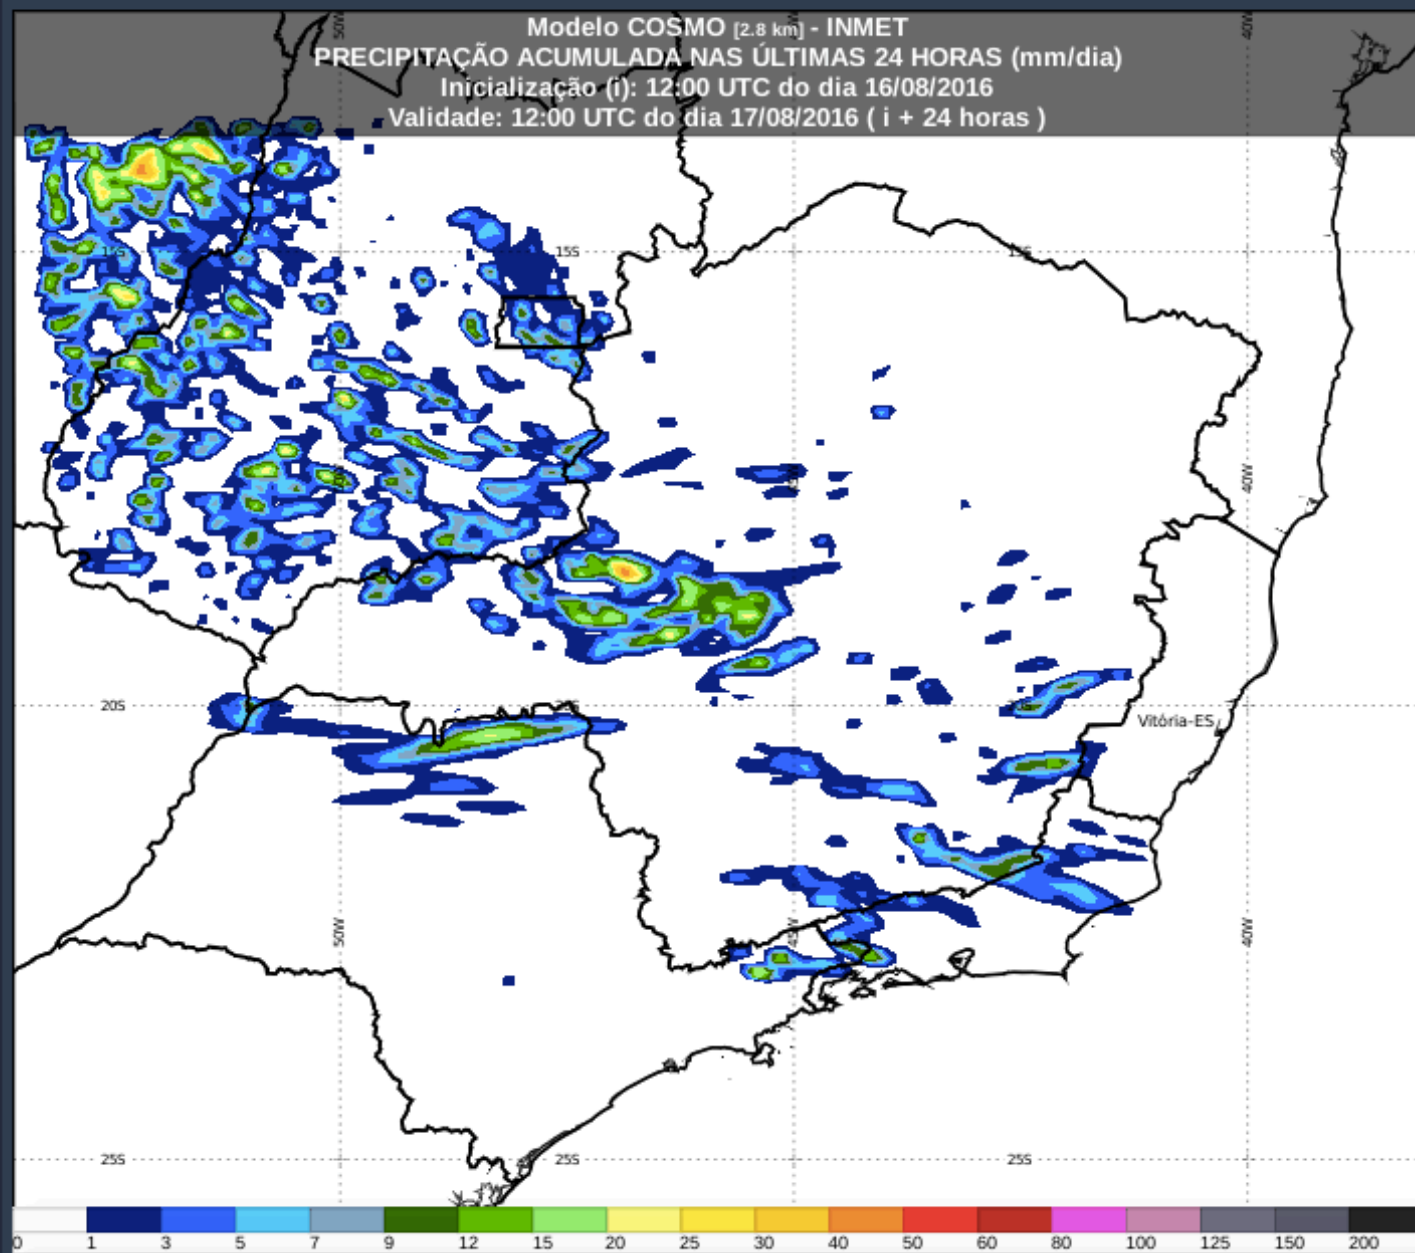 Modelo COSMO [2.8 km] - INMET
PRECIPITAÇÃO ACUMULADA NAS ÚLTIMAS 24 HORAS (mm/dia)
Inicialização (i): 12:00 UTC do dia 16/08/2016
Validade: 12:00 UTC do dia 17/08/2016 ( i + 24 horas )
50W 40W
15S 15S 15S
45W 40W
20S 20S 20S
Vitória-ES
50W 45W 40W
25S 25S 25S
0 1 3 5 7 9 12 15 20 25 30 40 50 60 80 100 125 150 200